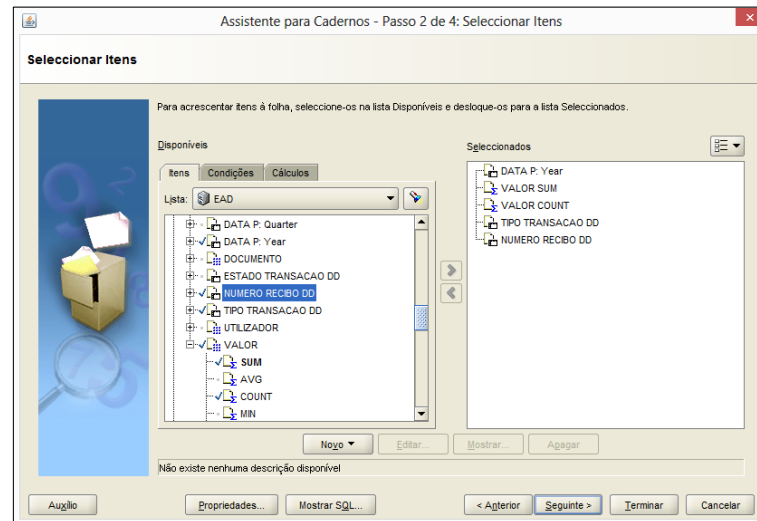 Assistente para Cadernos - Passo 2 de 4: Seleccionar Itens
x
Seleccionar Itens
Para acrescentar itens à folha, seleccione-os na lista Disponíveis e desloque-os para a lista Seleccionados.
Disponíveis
Itens Condições Cálculos
Lista: EAD
DATA P: Quarter
DATA P: Year
DOCUMENTO
ESTADO TRANSACAO DD
NUMERO RECIBO DD
TIPO TRANSACAO DD
UTILIZADOR
VALOR
SUM
AVG
COUNT
MIN
Seleccionados
DATA P: Year
VALOR SUM
VALOR COUNT
TIPO TRANSACAO DD
NUMERO RECIBO DD
Novo Editar... Mostrar... Apagar
Não existe nenhuma descrição disponível
Auxílio Propriedades... Mostrar SQL... < Anterior Seguinte > Terminar Cancelar